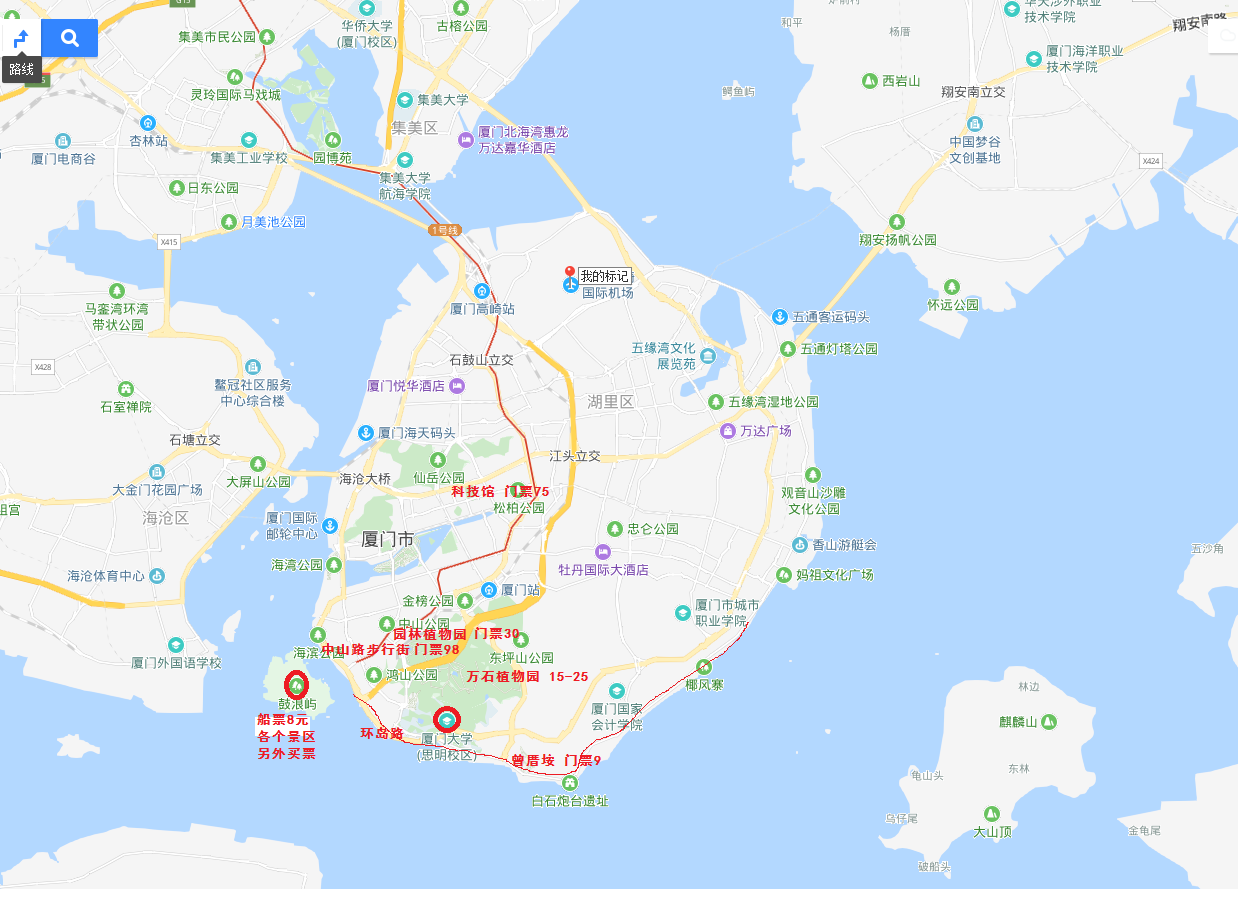 G15
华侨大学
(厦门校区)
古榕公园
和平
华天涉外职业
技术学院
翔安南路
集美市民公园
杨厝
厦门海洋职业
技术学院
路线
灵玲国际马戏城
集美大学
鳄鱼屿
西岩山
翔安南立交
杏林站
集美区
厦门北海湾惠龙
万达嘉华酒店
中国梦谷
文创基地
厦门电商谷
集美工业学校
园博苑
X424
集美大学
航海学院
日东公园
月美池公园
1号线
X415
翔安扬帆公园
我的标记
国际机场
马銮湾环湾
带状公园
厦门高崎站
怀远公园
五通客运码头
五缘湾文化
展览苑
五通灯塔公园
X428
石鼓山立交
鳌冠社区服务
中心综合楼
厦门悦华酒店
石室禅院
湖里区
五缘湾湿地公园
石塘立交
厦门海天码头
万达广场
江头立交
大屏山公园
海沧大桥
仙岳公园
大金门花园广场
科技馆 门票75
松柏公园
观音山沙雕
文化公园
祖宫
海沧区
厦门国际
邮轮中心
厦门市
忠仑公园
香山游艇会
五沙角
海沧体育中心
海湾公园
牡丹国际大酒店
妈祖文化广场
厦门站
金榜公园
厦门市城市
职业学院
中山公园
园林植物园 门票30
海滨公园
中山路步行街 门票98
东坪山公园
厦门外国语学校
鸿山公园
万石植物园 15-25
椰风寨
林边
鼓浪屿
船票8元
各个景区
另外买票
厦门国家
会计学院
麒麟山
环岛路
厦门大学
(思明校区)
曾厝垵 门票9
东林
龟山头
白石炮台遗址
乌仔尾
大山顶
金龟尾
破船头